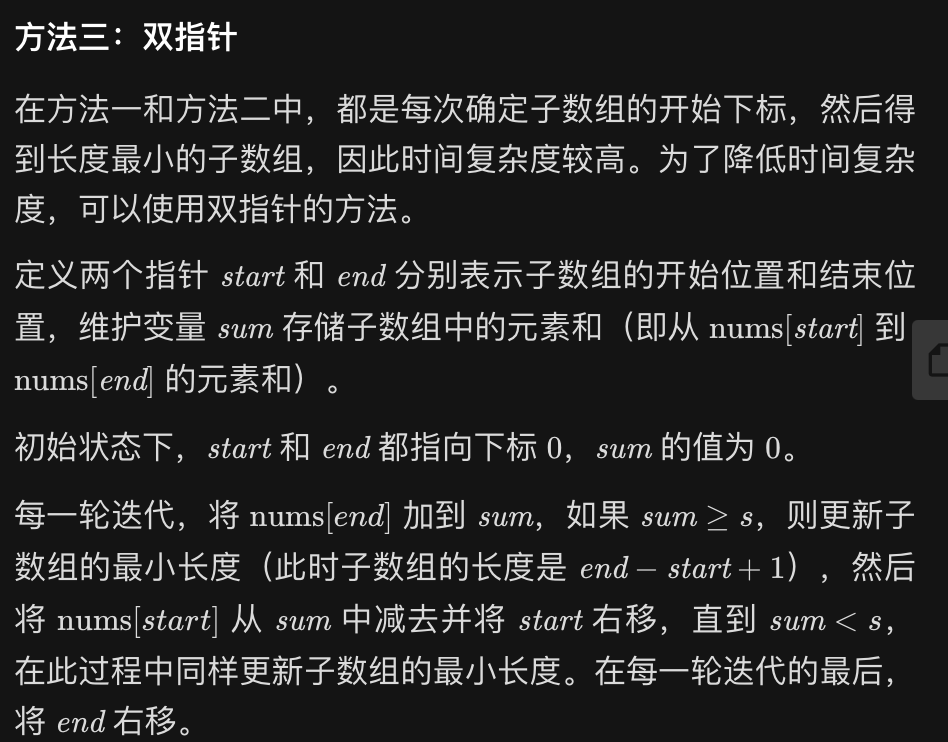 方法三：双指针
在方法一和方法二中，都是每次确定子数组的开始下标，然后得
到长度最小的子数组，因此时间复杂度较高。为了降低时间复杂
度，可以使用双指针的方法。
定义两个指针 start 和 end 分别表示子数组的开始位置和结束位
置，维护变量 sum 存储子数组中的元素和（即从 nums[start] 到
nums[end] 的元素和）。
初始状态下，start 和 end 都指向下标 0，sum 的值为 0。
每一轮迭代，将 nums[end] 加到 sum，如果 sum ≥ s，则更新子
数组的最小长度（此时子数组的长度是 end − start + 1），然后
将 nums[start] 从 sum 中减去并将 start 右移，直到 sum < s，
在此过程中同样更新子数组的最小长度。在每一轮迭代的最后，
将 end 右移。